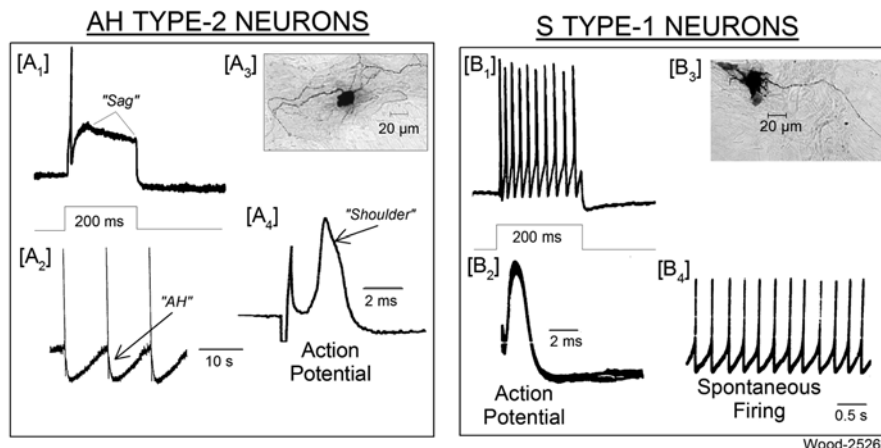 AH TYPE-2 NEURONS
[A₁]
"Sag"
200 ms
[A₃]
20 µm
[A₂]
"AH"
10 s
[A₄]
"Shoulder"
2 ms
Action
Potential
S TYPE-1 NEURONS
[B₁]
200 ms
[B₃]
20 µm
[B₂]
2 ms
Action
Potential
[B₄]
Spontaneous
Firing
0.5 s
Wood-2526